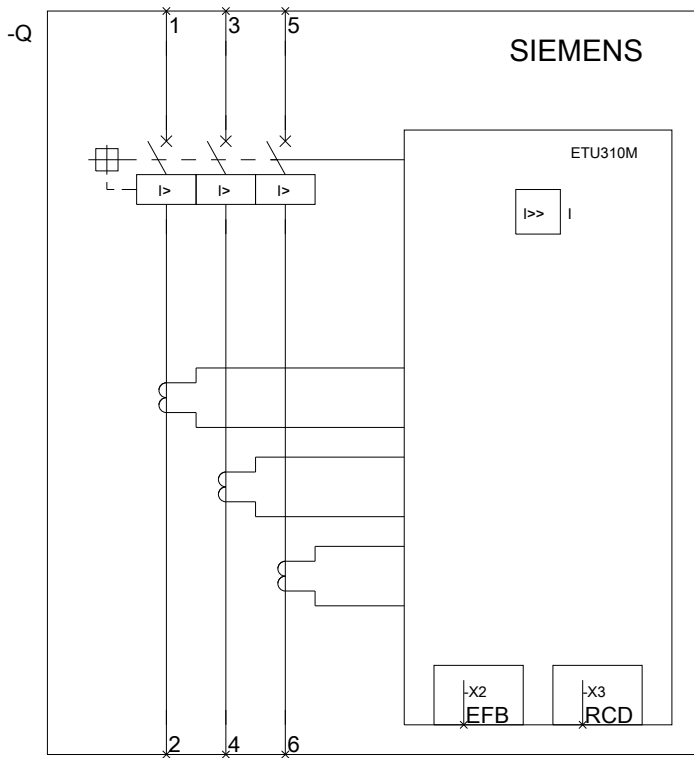 -Q
1 3 5
SIEMENS
ETU310M
I> I> I>
I>> I
-X2 -X3
EFB RCD
2 4 6